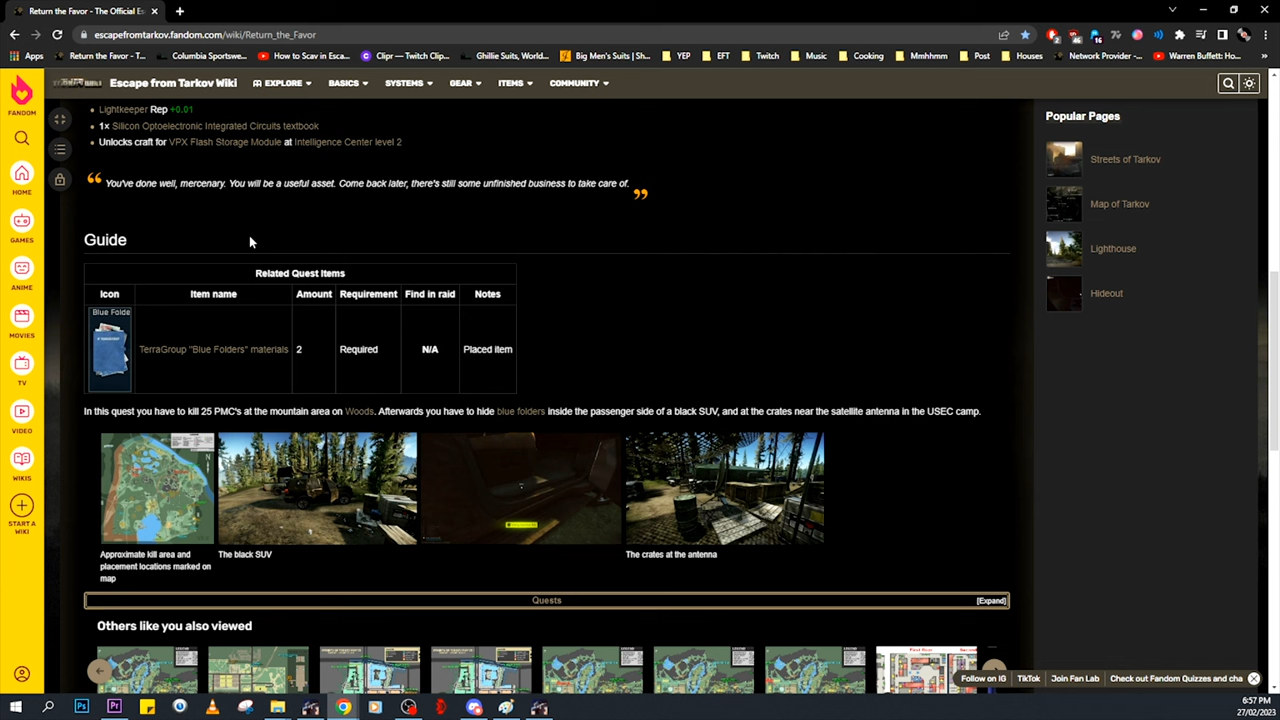 Return the Favor - The Official Es
escapefromtarkov.fandom.com/wiki/Return_the_Favor
Apps
Return the Favor - T...
Columbia Sportswe...
How to Scav in Esca...
Clipr — Twitch Clip...
Ghillie Suits, World...
Big Men's Suits | Sh...
YEP
EFT
Twitch
Music
Cooking
Mmhhmm
Post
Houses
Network Provider -...
Warren Buffett: How...
FANDOM
Escape from Tarkov Wiki
EXPLORE
BASICS
SYSTEMS
GEAR
ITEMS
COMMUNITY
HOME
GAMES
ANIME
MOVIES
TV
VIDEO
WIKIS
START A
WIKI
Lightkeeper Rep +0.01
1× Silicon Optoelectronic Integrated Circuits textbook
Unlocks craft for VPX Flash Storage Module at Intelligence Center level 2
“ You've done well, mercenary. You will be a useful asset. Come back later, there's still some unfinished business to take care of. ”
Guide
Related Quest Items
Icon Item name Amount Requirement Find in raid Notes
Blue Folde
TerraGroup "Blue Folders" materials 2 Required N/A Placed item
In this quest you have to kill 25 PMC's at the mountain area on Woods. Afterwards you have to hide blue folders inside the passenger side of a black SUV, and at the crates near the satellite antenna in the USEC camp.
Approximate kill area and
placement locations marked on
map
The black SUV
The crates at the antenna
Quests
[Expand]
Others like you also viewed
Popular Pages
Streets of Tarkov
Map of Tarkov
Lighthouse
Hideout
Follow on IG
TikTok
Join Fan Lab
Check out Fandom Quizzes and cha
6:57 PM
27/02/2023